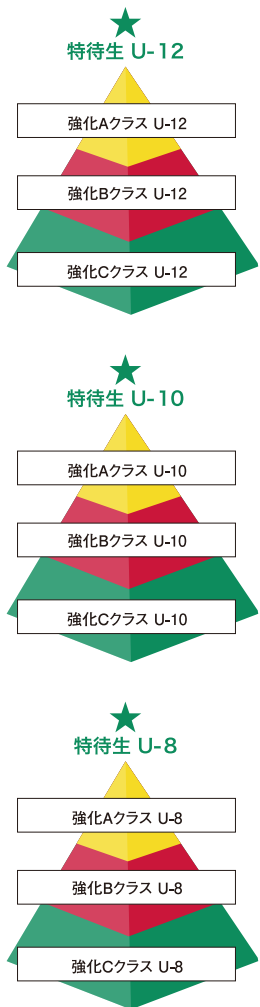 特待生 U-12
強化Aクラス U-12
強化Bクラス U-12
強化Cクラス U-12
特待生 U-10
強化Aクラス U-10
強化Bクラス U-10
強化Cクラス U-10
特待生 U-8
強化Aクラス U-8
強化Bクラス U-8
強化Cクラス U-8